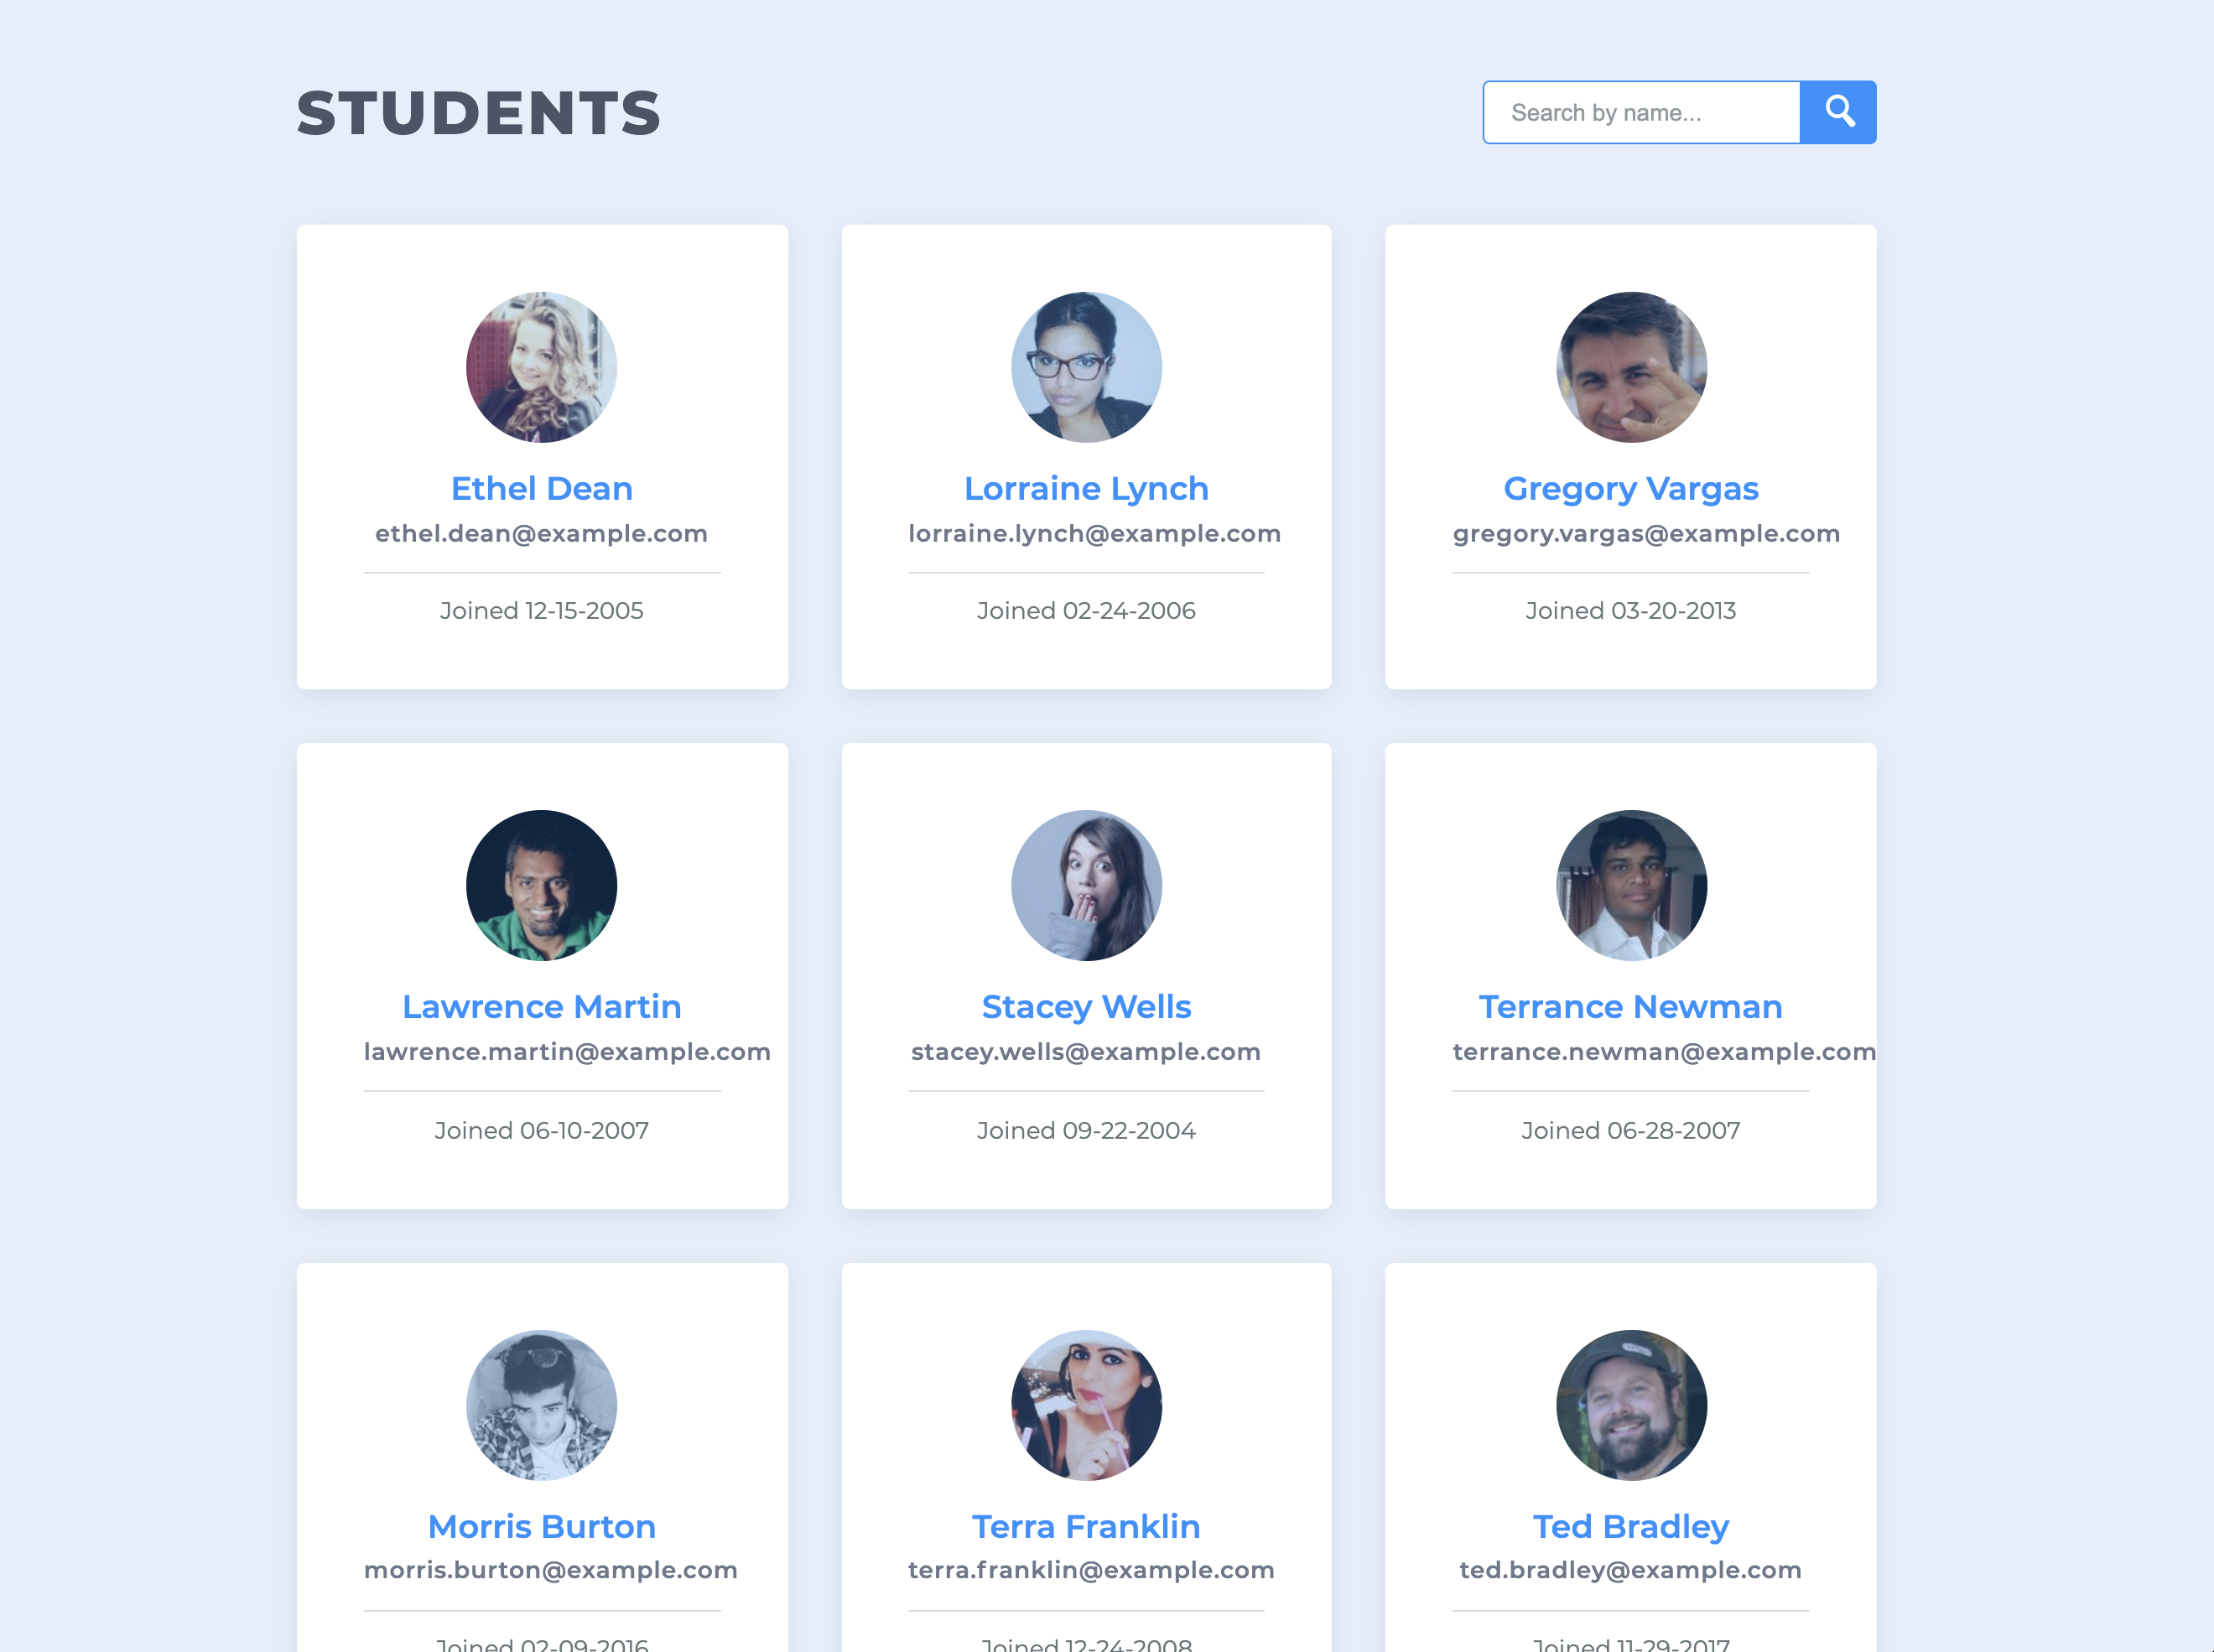 STUDENTS
Search by name...
Ethel Dean
ethel.dean@example.com
Joined 12-15-2005
Lorraine Lynch
lorraine.lynch@example.com
Joined 02-24-2006
Gregory Vargas
gregory.vargas@example.com
Joined 03-20-2013
Lawrence Martin
lawrence.martin@example.com
Joined 06-10-2007
Stacey Wells
stacey.wells@example.com
Joined 09-22-2004
Terrance Newman
terrance.newman@example.com
Joined 06-28-2007
Morris Burton
morris.burton@example.com
Joined 02-09-2016
Terra Franklin
terra.franklin@example.com
Joined 12-24-2008
Ted Bradley
ted.bradley@example.com
Joined 11-29-2017